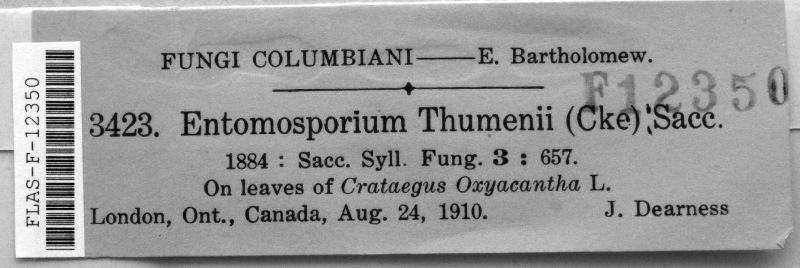 FUNGI COLUMBIANI—E. Bartholomew.
F12350
3423. Entomosporium Thumenii (Cke) Sacc.
1884 : Sacc. Syll. Fung. 3 : 657.
On leaves of Crataegus Oxyacantha L.
London, Ont., Canada, Aug. 24, 1910. J. Dearness
FLAS-F-12350